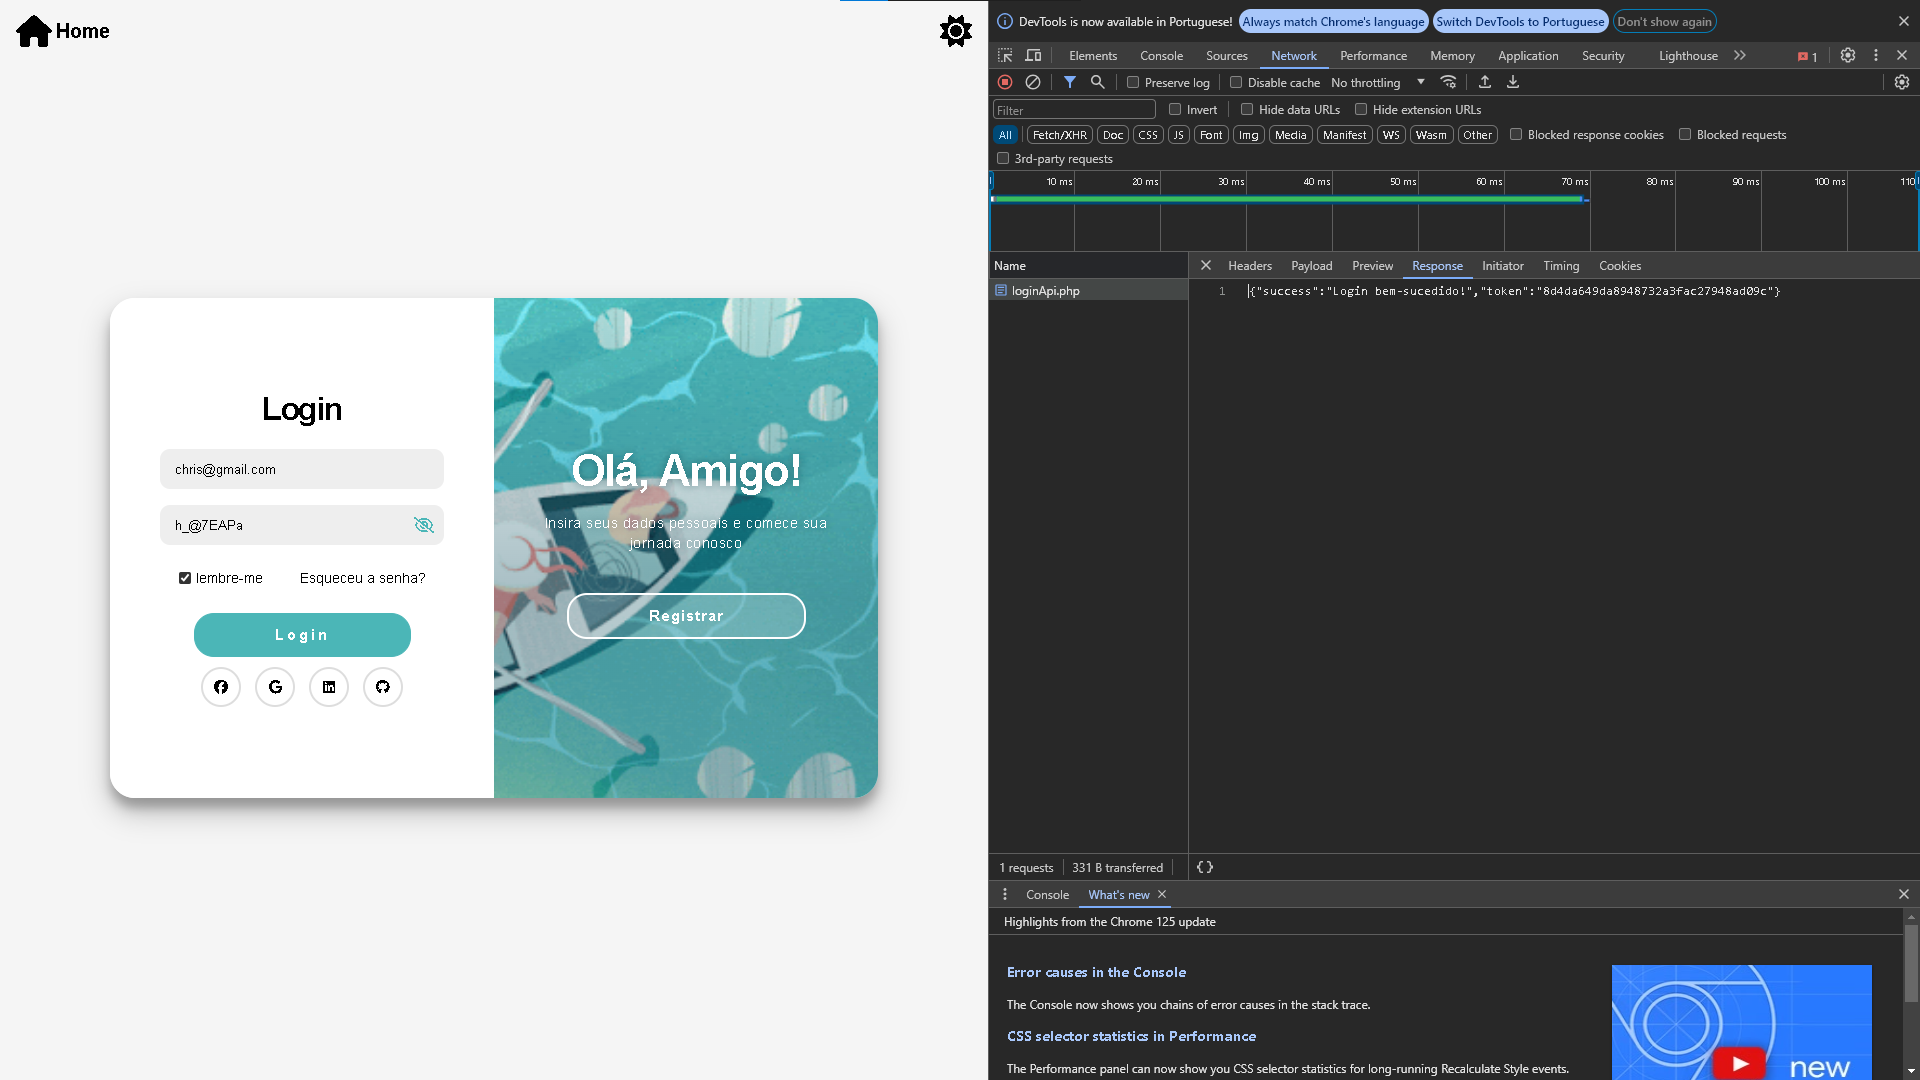 Home
Login
chris@gmail.com
h_@7EAPa
lembre-me
Esqueceu a senha?
Login
Olá, Amigo!
Insira seus dados pessoais e comece sua
jornada conosco
Registrar
DevTools is now available in Portuguese! Always match Chrome's language Switch DevTools to Portuguese Don't show again
Elements Console Sources Network Performance Memory Application Security Lighthouse 1
Preserve log Disable cache No throttling
Filter Invert Hide data URLs Hide extension URLs
All Fetch/XHR Doc CSS JS Font Img Media Manifest WS Wasm Other Blocked response cookies Blocked requests
3rd-party requests
10 ms 20 ms 30 ms 40 ms 50 ms 60 ms 70 ms 80 ms 90 ms 100 ms 110
Name Headers Payload Preview Response Initiator Timing Cookies
loginApi.php 1 {"success":"Login bem-sucedido!","token":"8d4da649da8948732a3fac27948ad09c"}
1 requests 331 B transferred {}
Console What's new
Highlights from the Chrome 125 update
Error causes in the Console
The Console now shows you chains of error causes in the stack trace.
CSS selector statistics in Performance
The Performance panel can now show you CSS selector statistics for long-running Recalculate Style events.
new